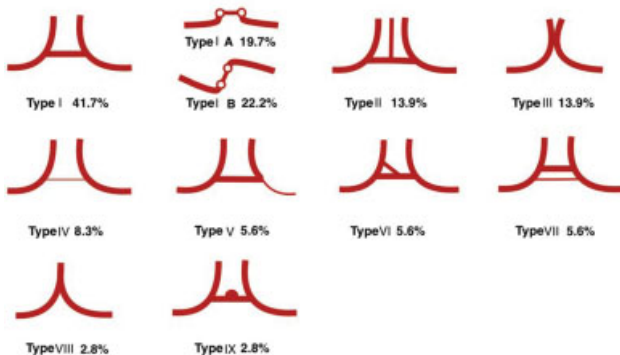 Type Ⅰ A 19.7%
Type Ⅰ 41.7%
Type Ⅰ B 22.2%
Type Ⅱ 13.9%
Type Ⅲ 13.9%
Type Ⅳ 8.3%
Type Ⅴ 5.6%
Type Ⅵ 5.6%
Type Ⅶ 5.6%
Type Ⅷ 2.8%
Type Ⅸ 2.8%